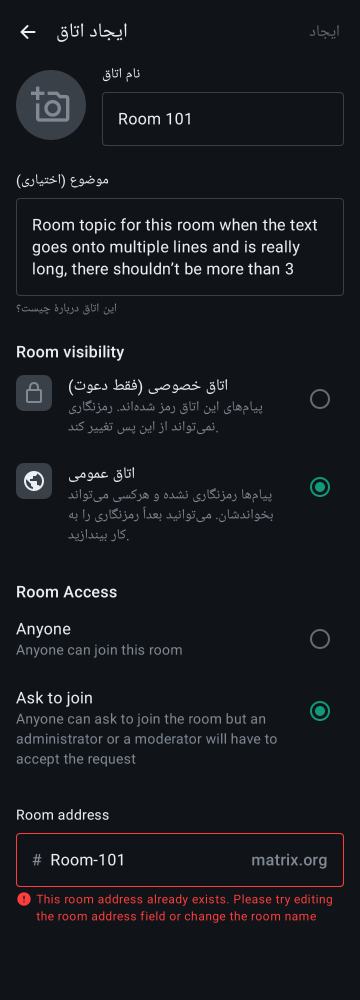 ایجاد اتاق
ایجاد
نام اتاق
Room 101
موضوع (اختیاری)
Room topic for this room when the text
goes onto multiple lines and is really
long, there shouldn't be more than 3
این اتاق دربارهٔ چیست؟
Room visibility
اتاق خصوصی (فقط دعوت)
پیام‌های این اتاق رمز شده‌اند. رمزنگاری
نمی‌تواند از این پس تغییر کند.
اتاق عمومی
پیام‌ها رمزنگاری نشده و هرکسی می‌تواند
بخواندشان. می‌توانید بعداً رمزنگاری را به
کار بیندازید.
Room Access
Anyone
Anyone can join this room
Ask to join
Anyone can ask to join the room but an
administrator or a moderator will have to
accept the request
Room address
# Room-101 matrix.org
This room address already exists. Please try editing
the room address field or change the room name